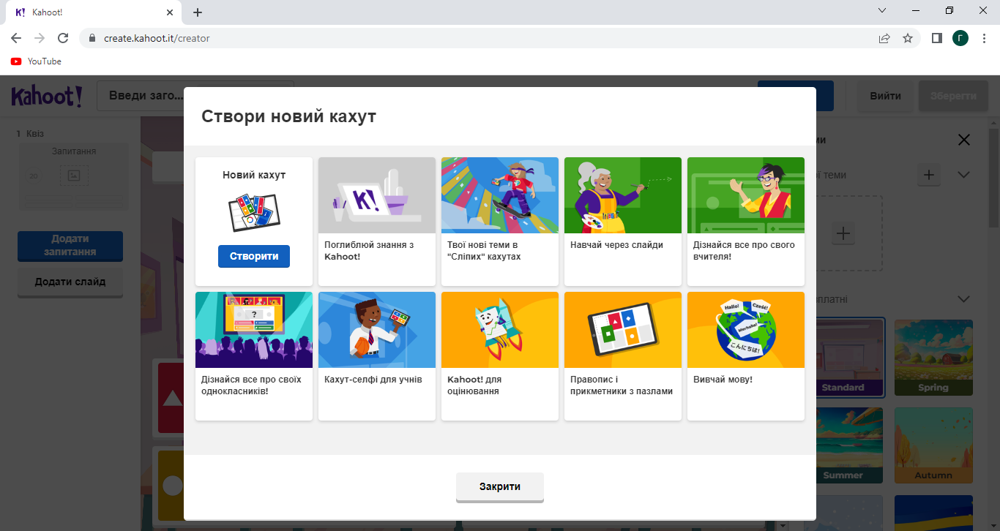 Kahoot!
create.kahoot.it/creator
Г
YouTube
Kahoot!
Введи заго...
Вийти
Зберегти
Створи новий кахут
1 Квіз
Запитання
20
Додати запитання
Додати слайд
Новий кахут
Створити
K!
Поглиблюй знання з
Kahoot!
Твої нові теми в
"Сліпих" кахутах
Навчай через слайди
Дізнайся все про свого
вчителя!
?
Дізнайся все про своїх
однокласників!
Кахут-селфі для учнів
Kahoot! для
оцінювання
Правопис і
прикметники з пазлами
Hallo!
Cześć!
Merhaba!
こんにちは!
Вивчай мову!
Закрити
теми
Standard
Spring
Summer
Autumn